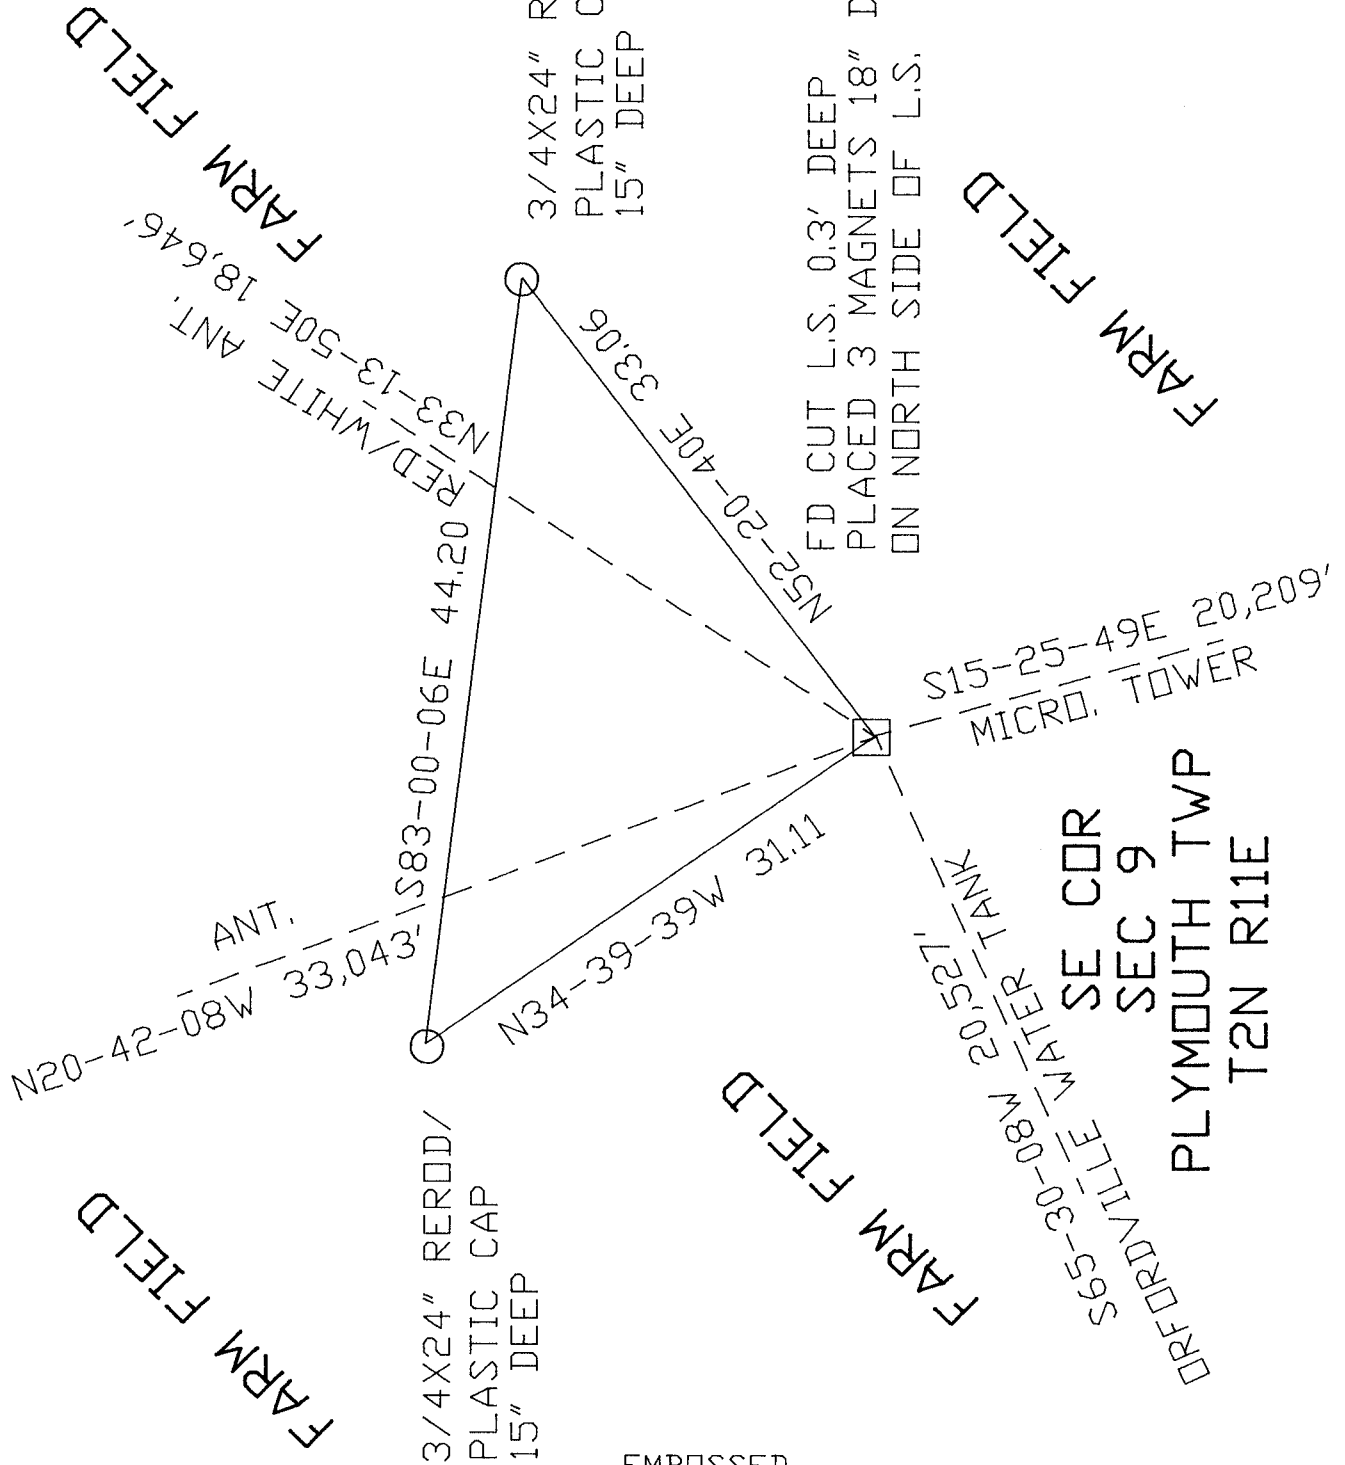 FARM FIELD
FARM FIELD
FARM FIELD
FARM FIELD
N20-42-08W 33,043'
ANT.
S83-00-06E 44.20
RED/WHITE ANT.
N33-13-50E 18,646'
N34-39-39W 31.11
N52-20-40E 33.06
3/4X24" REROD/
PLASTIC CAP
15" DEEP
3/4X24" R
PLASTIC C
15" DEEP
FD CUT L.S. 0.3' DEEP
PLACED 3 MAGNETS 18" D
ON NORTH SIDE OF L.S.
S15-25-49E 20,209'
MICRO. TOWER
S65-30-08W 20,527'
ORFORDVILLE WATER TANK
SE COR
SEC 9
PLYMOUTH TWP
T2N R11E
EMBOSSED